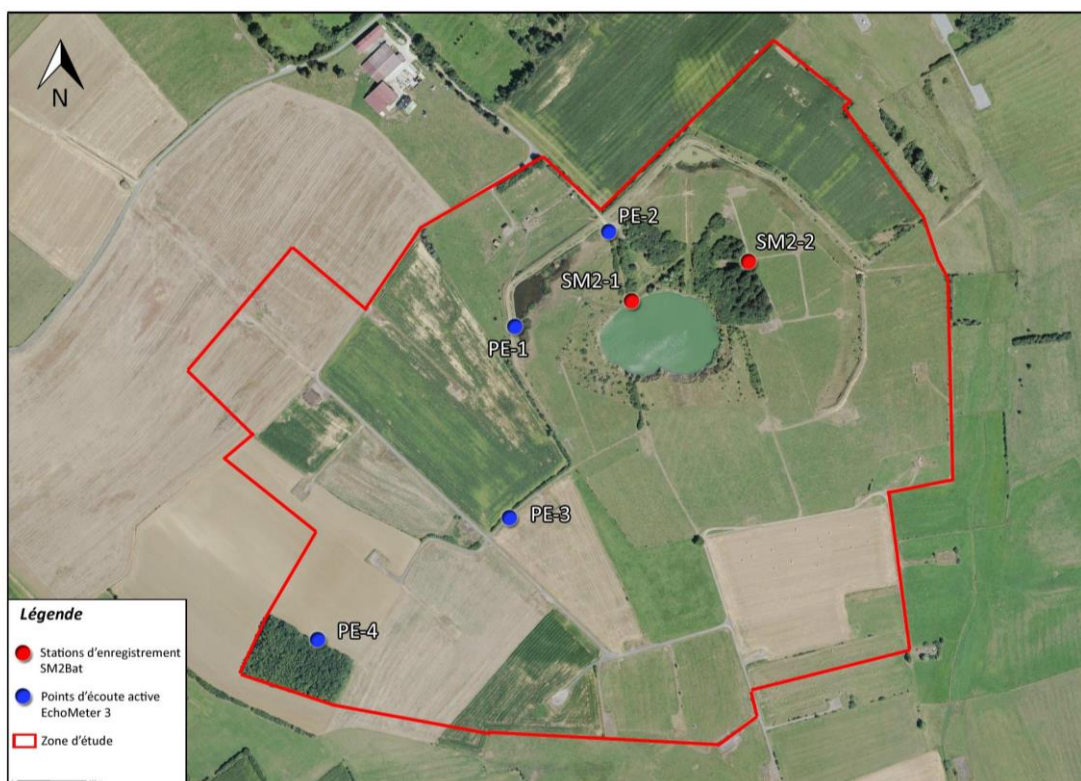 N
PE-2
SM2-2
SM2-1
PE-1
PE-3
PE-4
Légende
Stations d'enregistrement
SM2Bat
Points d'écoute active
EchoMeter 3
Zone d'étude